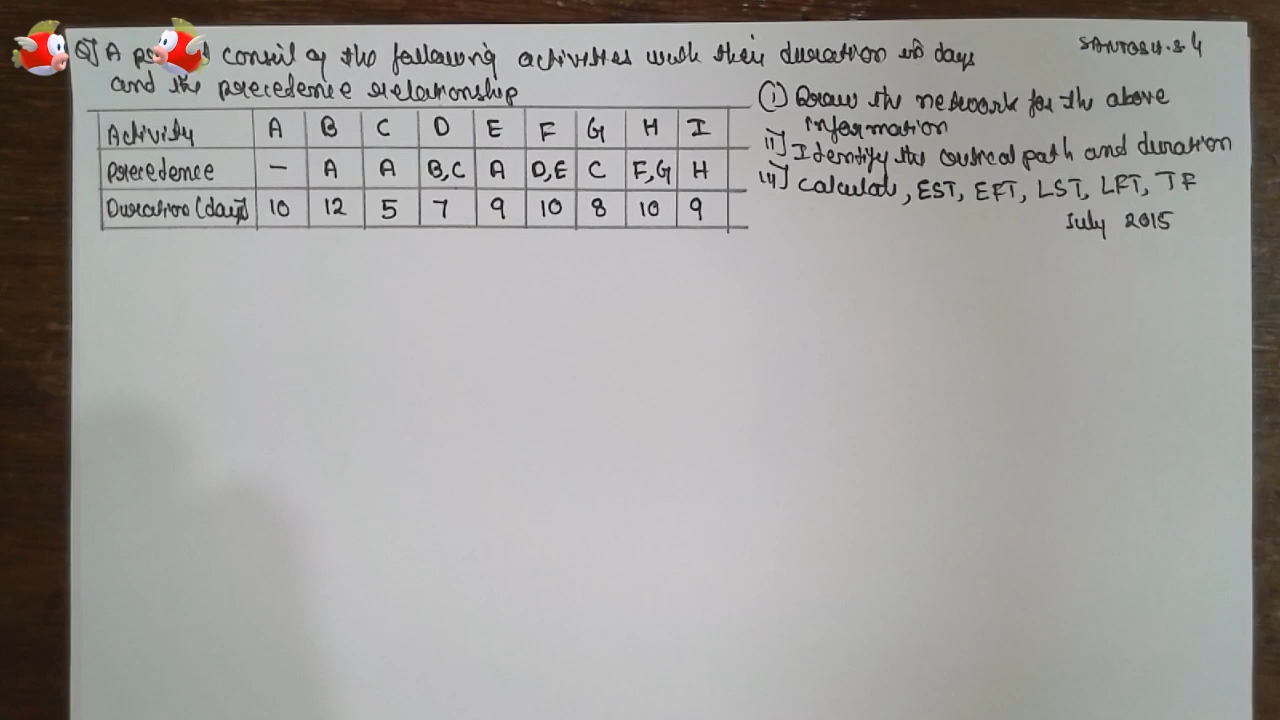 Q] A consist of the following activities with their duration in days
and the precedence relationship
SANTOSH.S
Activity A B C D E F G H I
Precedence - A A B,C A D,E C F,G H
Duration (days) 10 12 5 7 9 10 8 10 9
(i) Draw the network for the above
information
ii] Identify the critical path and duration
calculate, EST, EFT, LST, LFT, TF
July 2015